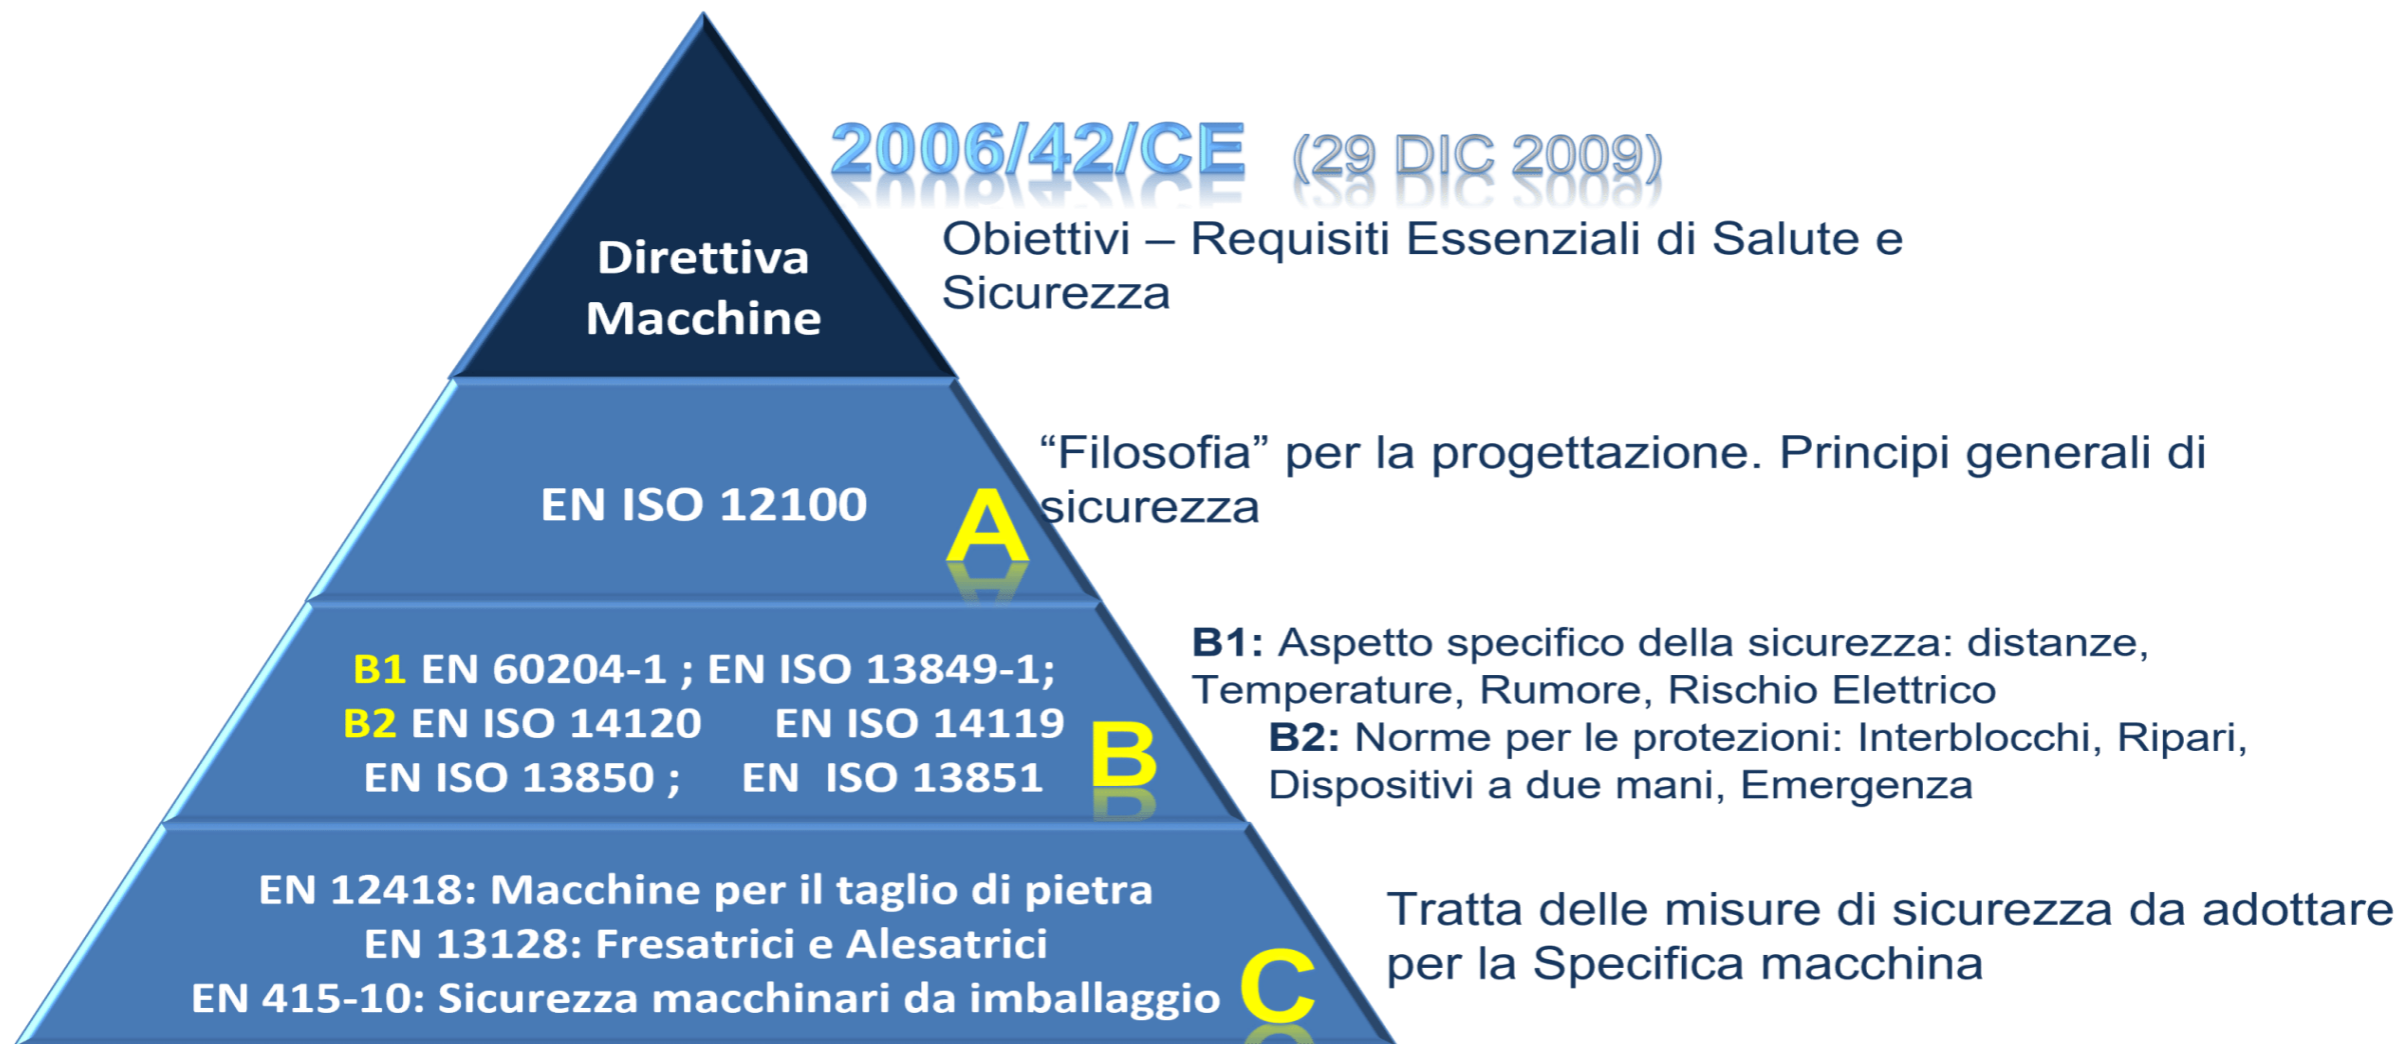 2006/42/CE (29 DIC 2009)
Direttiva
Macchine
Obiettivi – Requisiti Essenziali di Salute e
Sicurezza
EN ISO 12100
A
“Filosofia” per la progettazione. Principi generali di
sicurezza
B1 EN 60204-1 ; EN ISO 13849-1;
B2 EN ISO 14120 EN ISO 14119
EN ISO 13850 ; EN ISO 13851
B
B1: Aspetto specifico della sicurezza: distanze,
Temperature, Rumore, Rischio Elettrico
B2: Norme per le protezioni: Interblocchi, Ripari,
Dispositivi a due mani, Emergenza
EN 12418: Macchine per il taglio di pietra
EN 13128: Fresatrici e Alesatrici
EN 415-10: Sicurezza macchinari da imballaggio
C
Tratta delle misure di sicurezza da adottare
per la Specifica macchina